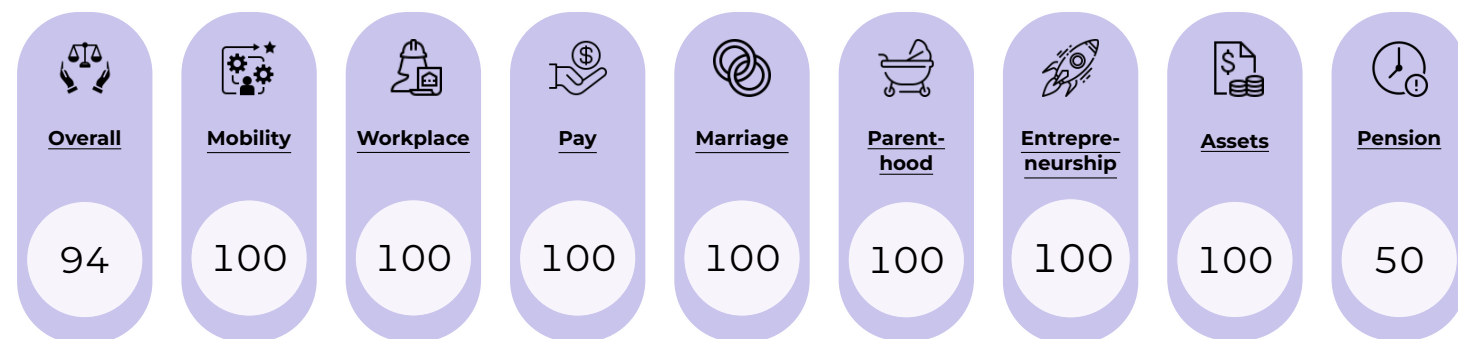 Overall
Mobility
Workplace
Pay
Marriage
Parent-
hood
Entrepre-
neurship
Assets
Pension
94
100
100
100
100
100
100
100
50